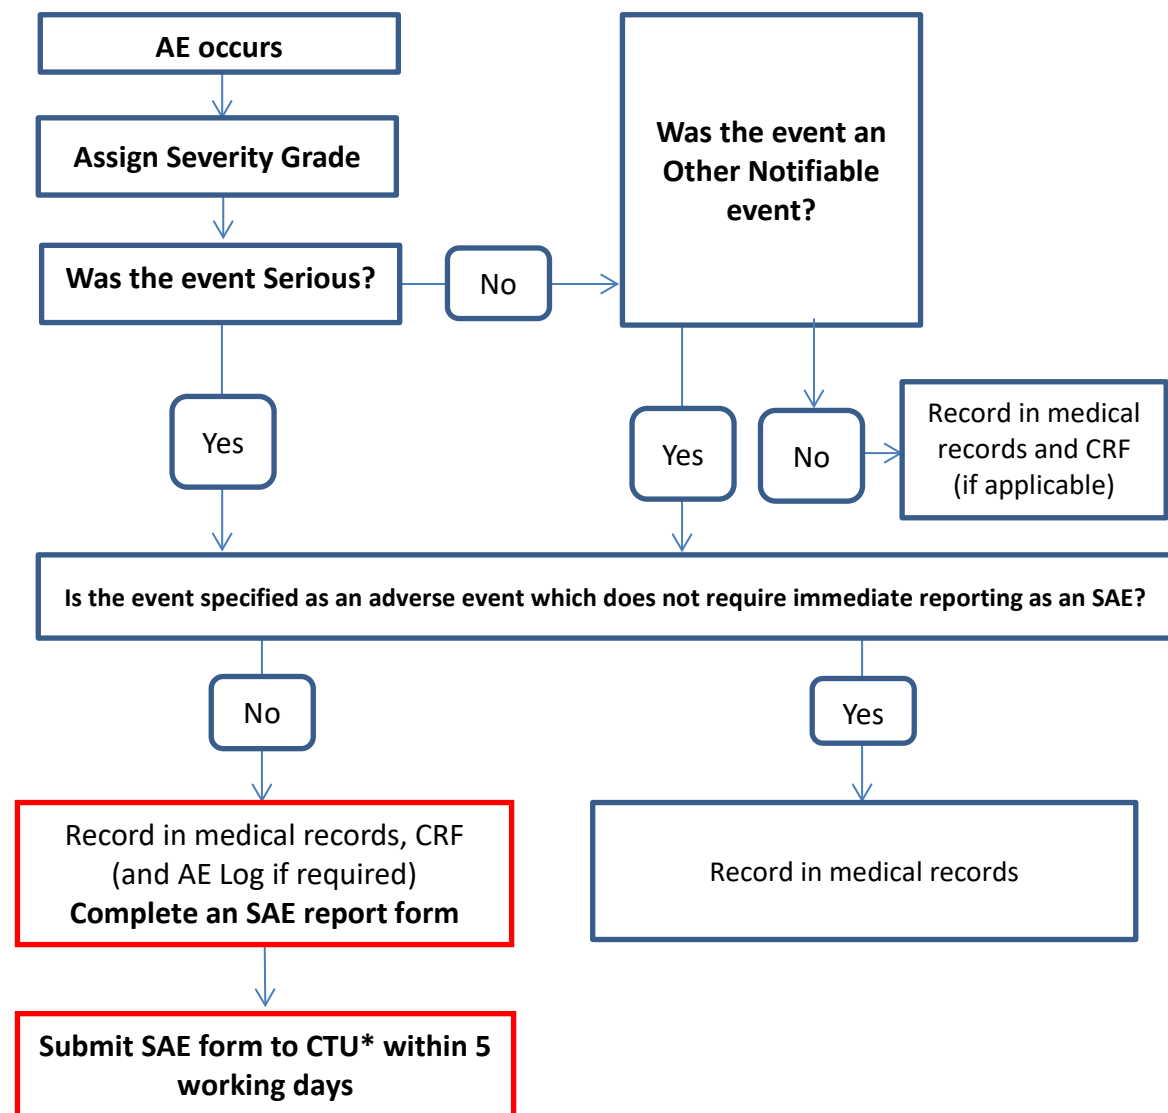 AE occurs
Assign Severity Grade
Was the event Serious?
No
Was the event an
Other Notifiable
event?
Yes
Yes
No
Record in medical
records and CRF
(if applicable)
Is the event specified as an adverse event which does not require immediate reporting as an SAE?
No
Yes
Record in medical records, CRF
(and AE Log if required)
Complete an SAE report form
Record in medical records
Submit SAE form to CTU* within 5
working days